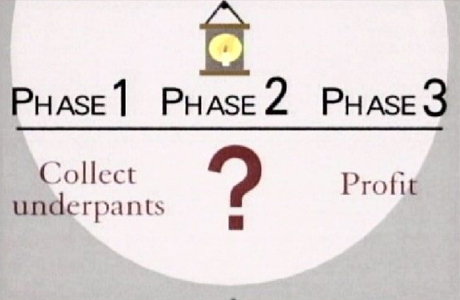 PHASE 1 PHASE 2 PHASE 3
Collect ? Profit
underpants